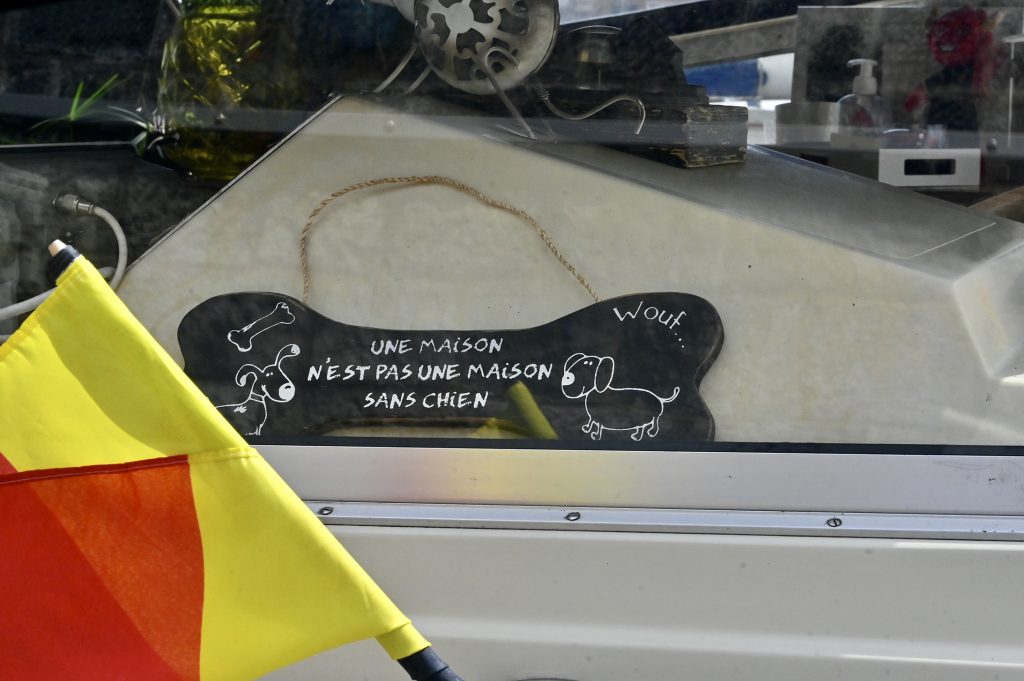 Wouf...
UNE MAISON
N'EST PAS UNE MAISON
SANS CHIEN